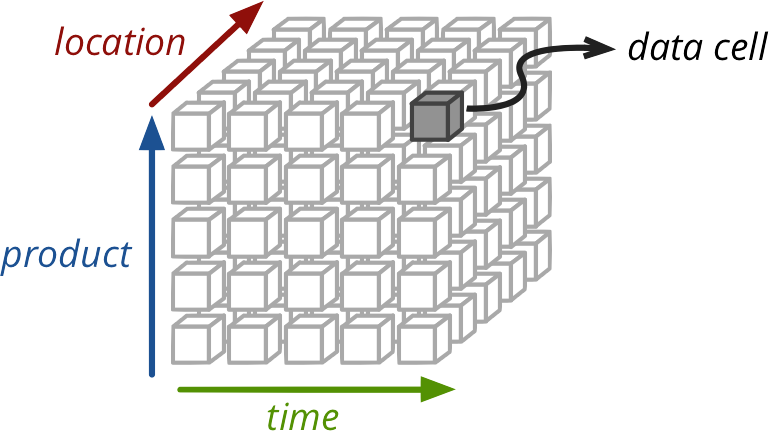 location
data cell
product
time